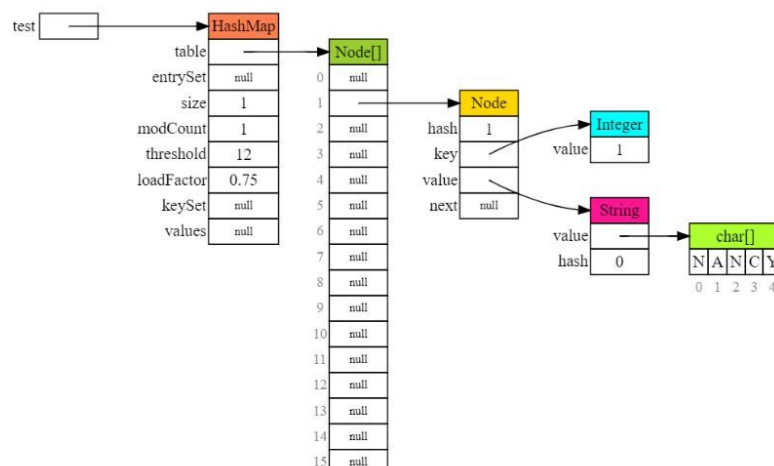 test
HashMap
table
entrySet null
size 1
modCount 1
threshold 12
loadFactor 0.75
keySet null
values null
Node[]
0 null
1
2 null
3 null
4 null
5 null
6 null
7 null
8 null
9 null
10 null
11 null
12 null
13 null
14 null
15 null
Node
hash 1
key
value
next null
Integer
value 1
String
value
hash 0
char[]
N A N C Y
0 1 2 3 4